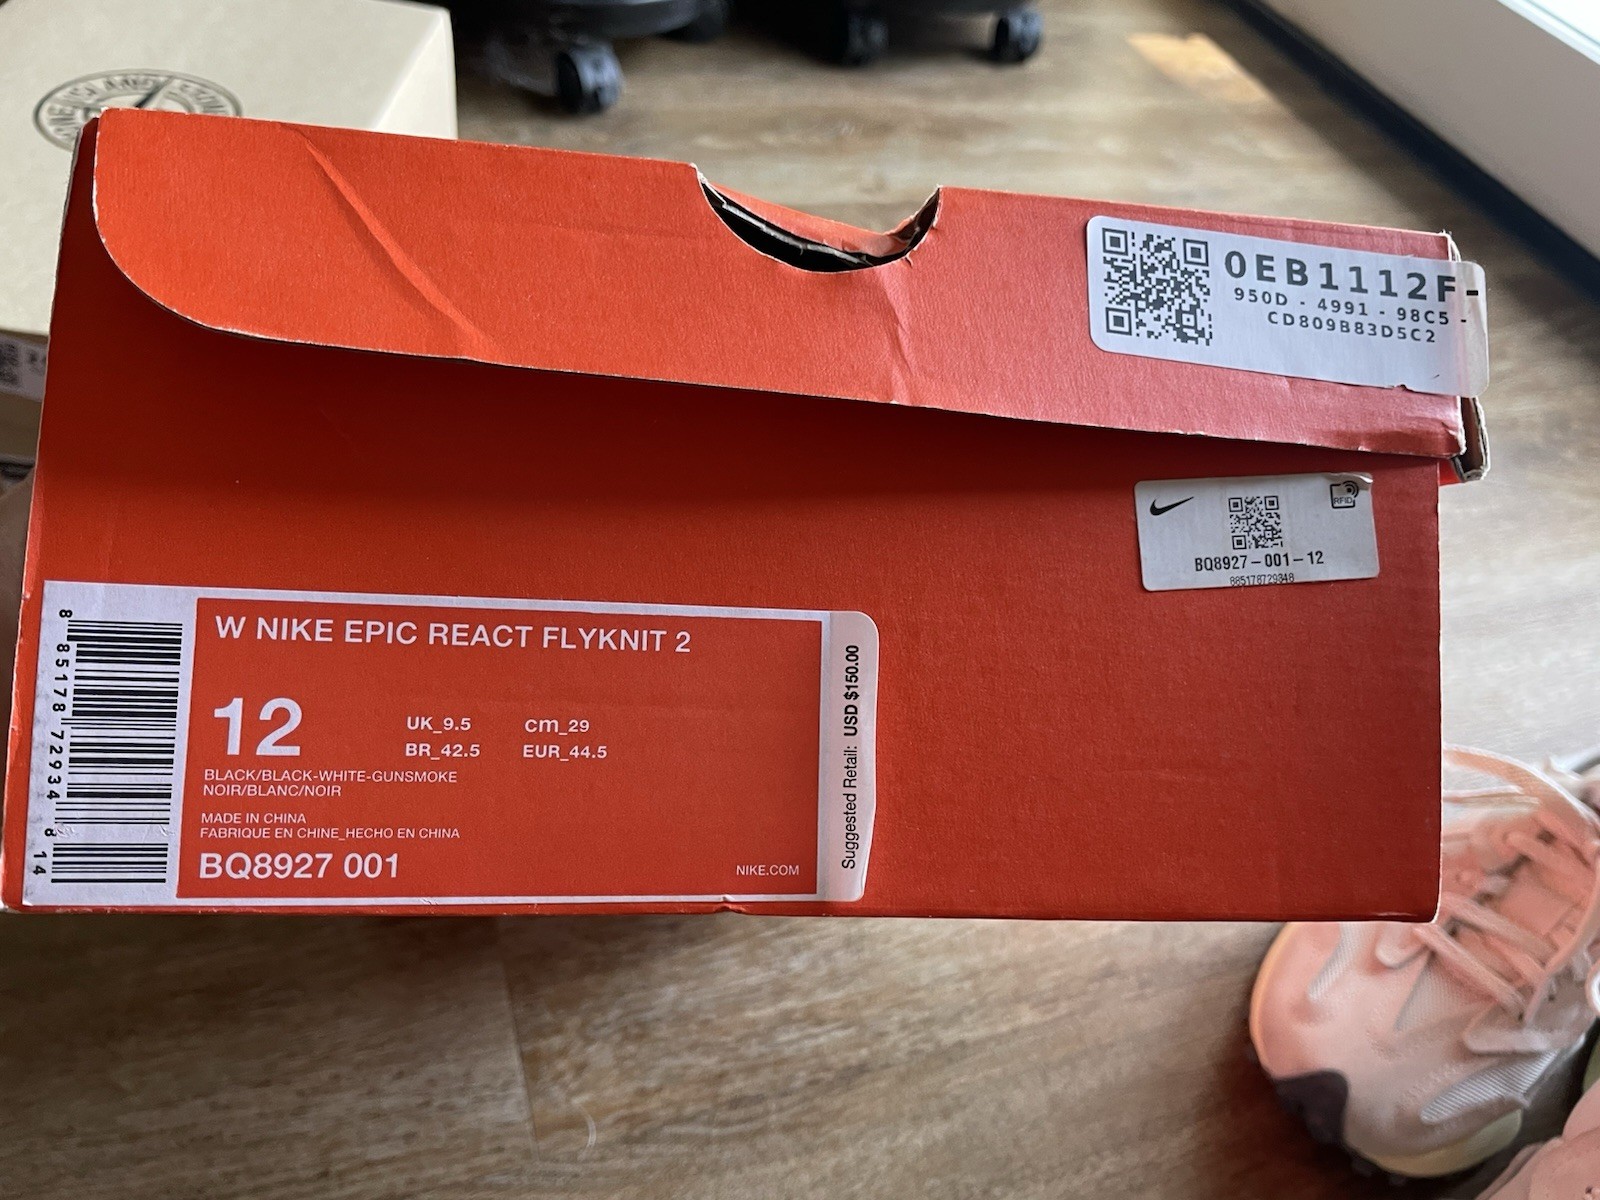 0EB1112F-
950D - 4991 - 98C5 -
CD809B83D5C2
RFID
BQ8927-001-12
885178729348
W NIKE EPIC REACT FLYKNIT 2
12
UK_9.5 cm_29
BR_42.5 EUR_44.5
BLACK/BLACK-WHITE-GUNSMOKE
NOIR/BLANC/NOIR
MADE IN CHINA
FABRIQUE EN CHINE_HECHO EN CHINA
BQ8927 001
NIKE.COM
Suggested Retail: USD $150.00
8 85178 72934 8 14